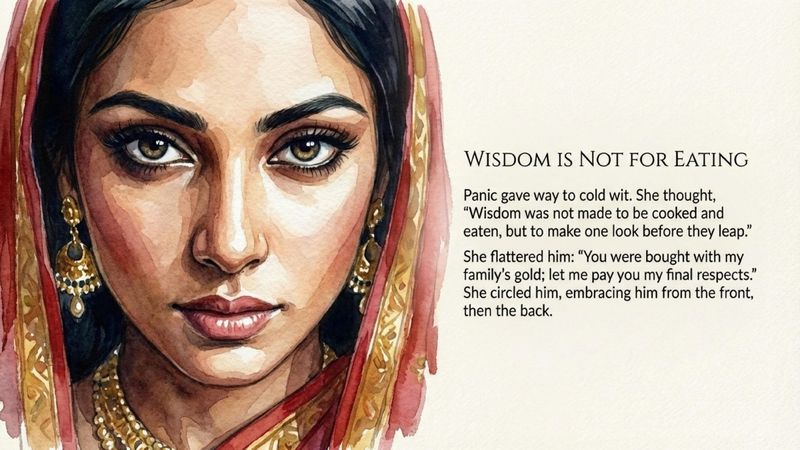 Wisdom is Not for Eating
Panic gave way to cold wit. She thought,
“Wisdom was not made to be cooked and
eaten, but to make one look before they leap.”
She flattered him: “You were bought with my
family’s gold; let me pay you my final respects.”
She circled him, embracing him from the front,
then the back.